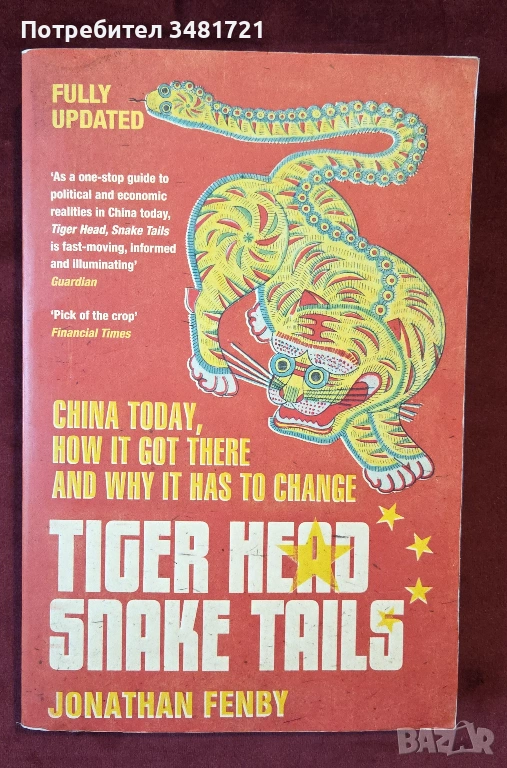 Потребител 3481721
FULLY
UPDATED
‘As a one-stop guide to
political and economic
realities in China today,
Tiger Head, Snake Tails
is fast-moving, informed
and illuminating’
Guardian
‘Pick of the crop’
Financial Times
CHINA TODAY,
HOW IT GOT THERE
AND WHY IT HAS TO CHANGE
TIGER HEAD
SNAKE TAILS
JONATHAN FENBY
BAZAR